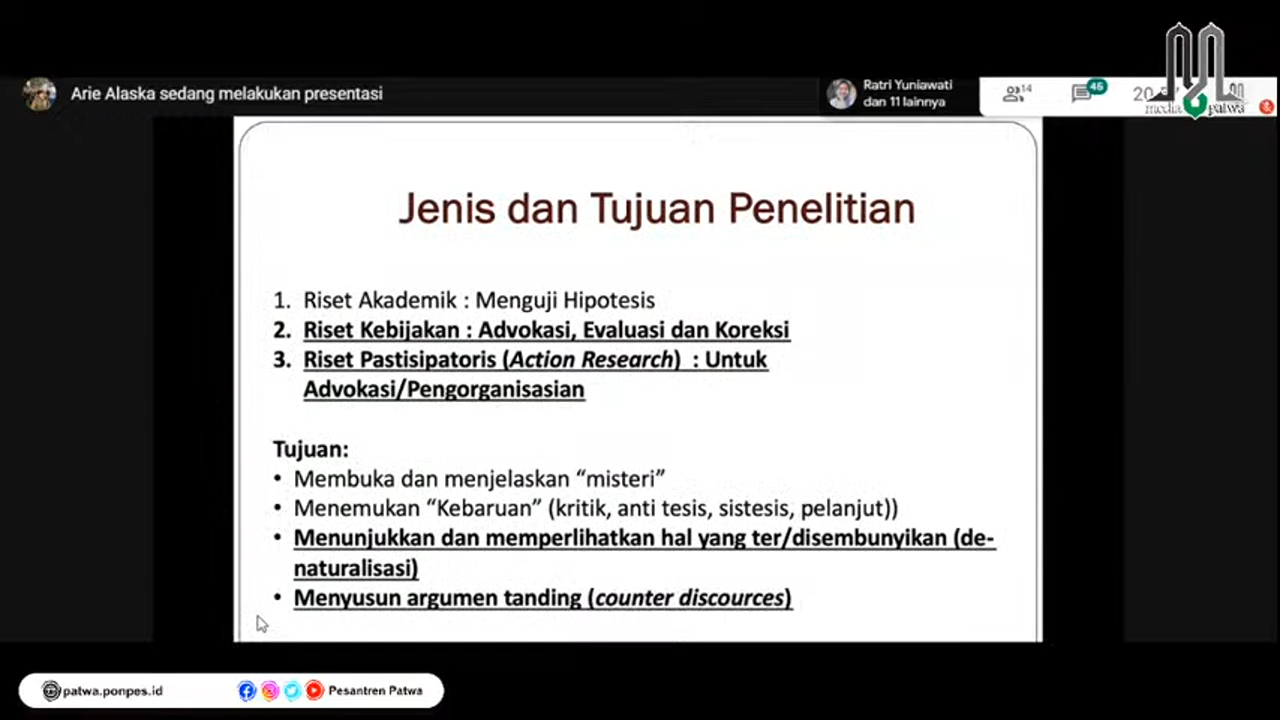 Arie Alaska sedang melakukan presentasi
Ratri Yuniawati
dan 11 lainnya
14
45
media patwa
Jenis dan Tujuan Penelitian
1. Riset Akademik : Menguji Hipotesis
2. Riset Kebijakan : Advokasi, Evaluasi dan Koreksi
3. Riset Pastisipatoris (Action Research) : Untuk
Advokasi/Pengorganisasian
Tujuan:
• Membuka dan menjelaskan “misteri”
• Menemukan “Kebaruan” (kritik, anti tesis, sistesis, pelanjut))
• Menunjukkan dan memperlihatkan hal yang ter/disembunyikan (de-
naturalisasi)
• Menyusun argumen tanding (counter discources)
patwa.ponpes.id
Pesantren Patwa